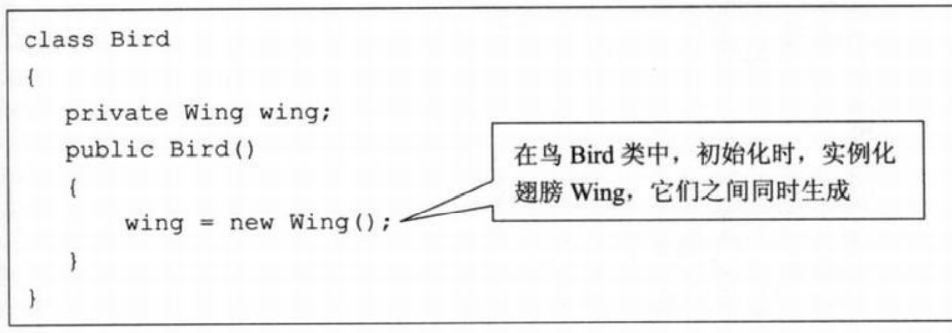 class Bird
{
private Wing wing;
public Bird()
{
wing = new Wing();
}
}
在鸟 Bird 类中，初始化时，实例化
翅膀 Wing，它们之间同时生成